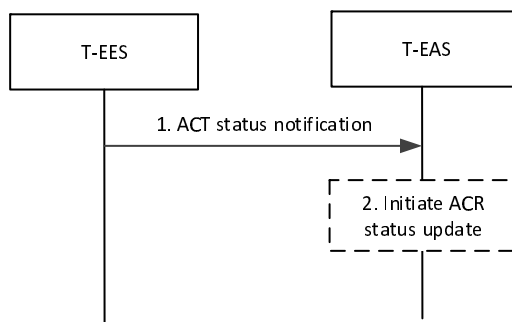 T-EES
T-EAS
1. ACT status notification
2. Initiate ACR
status update